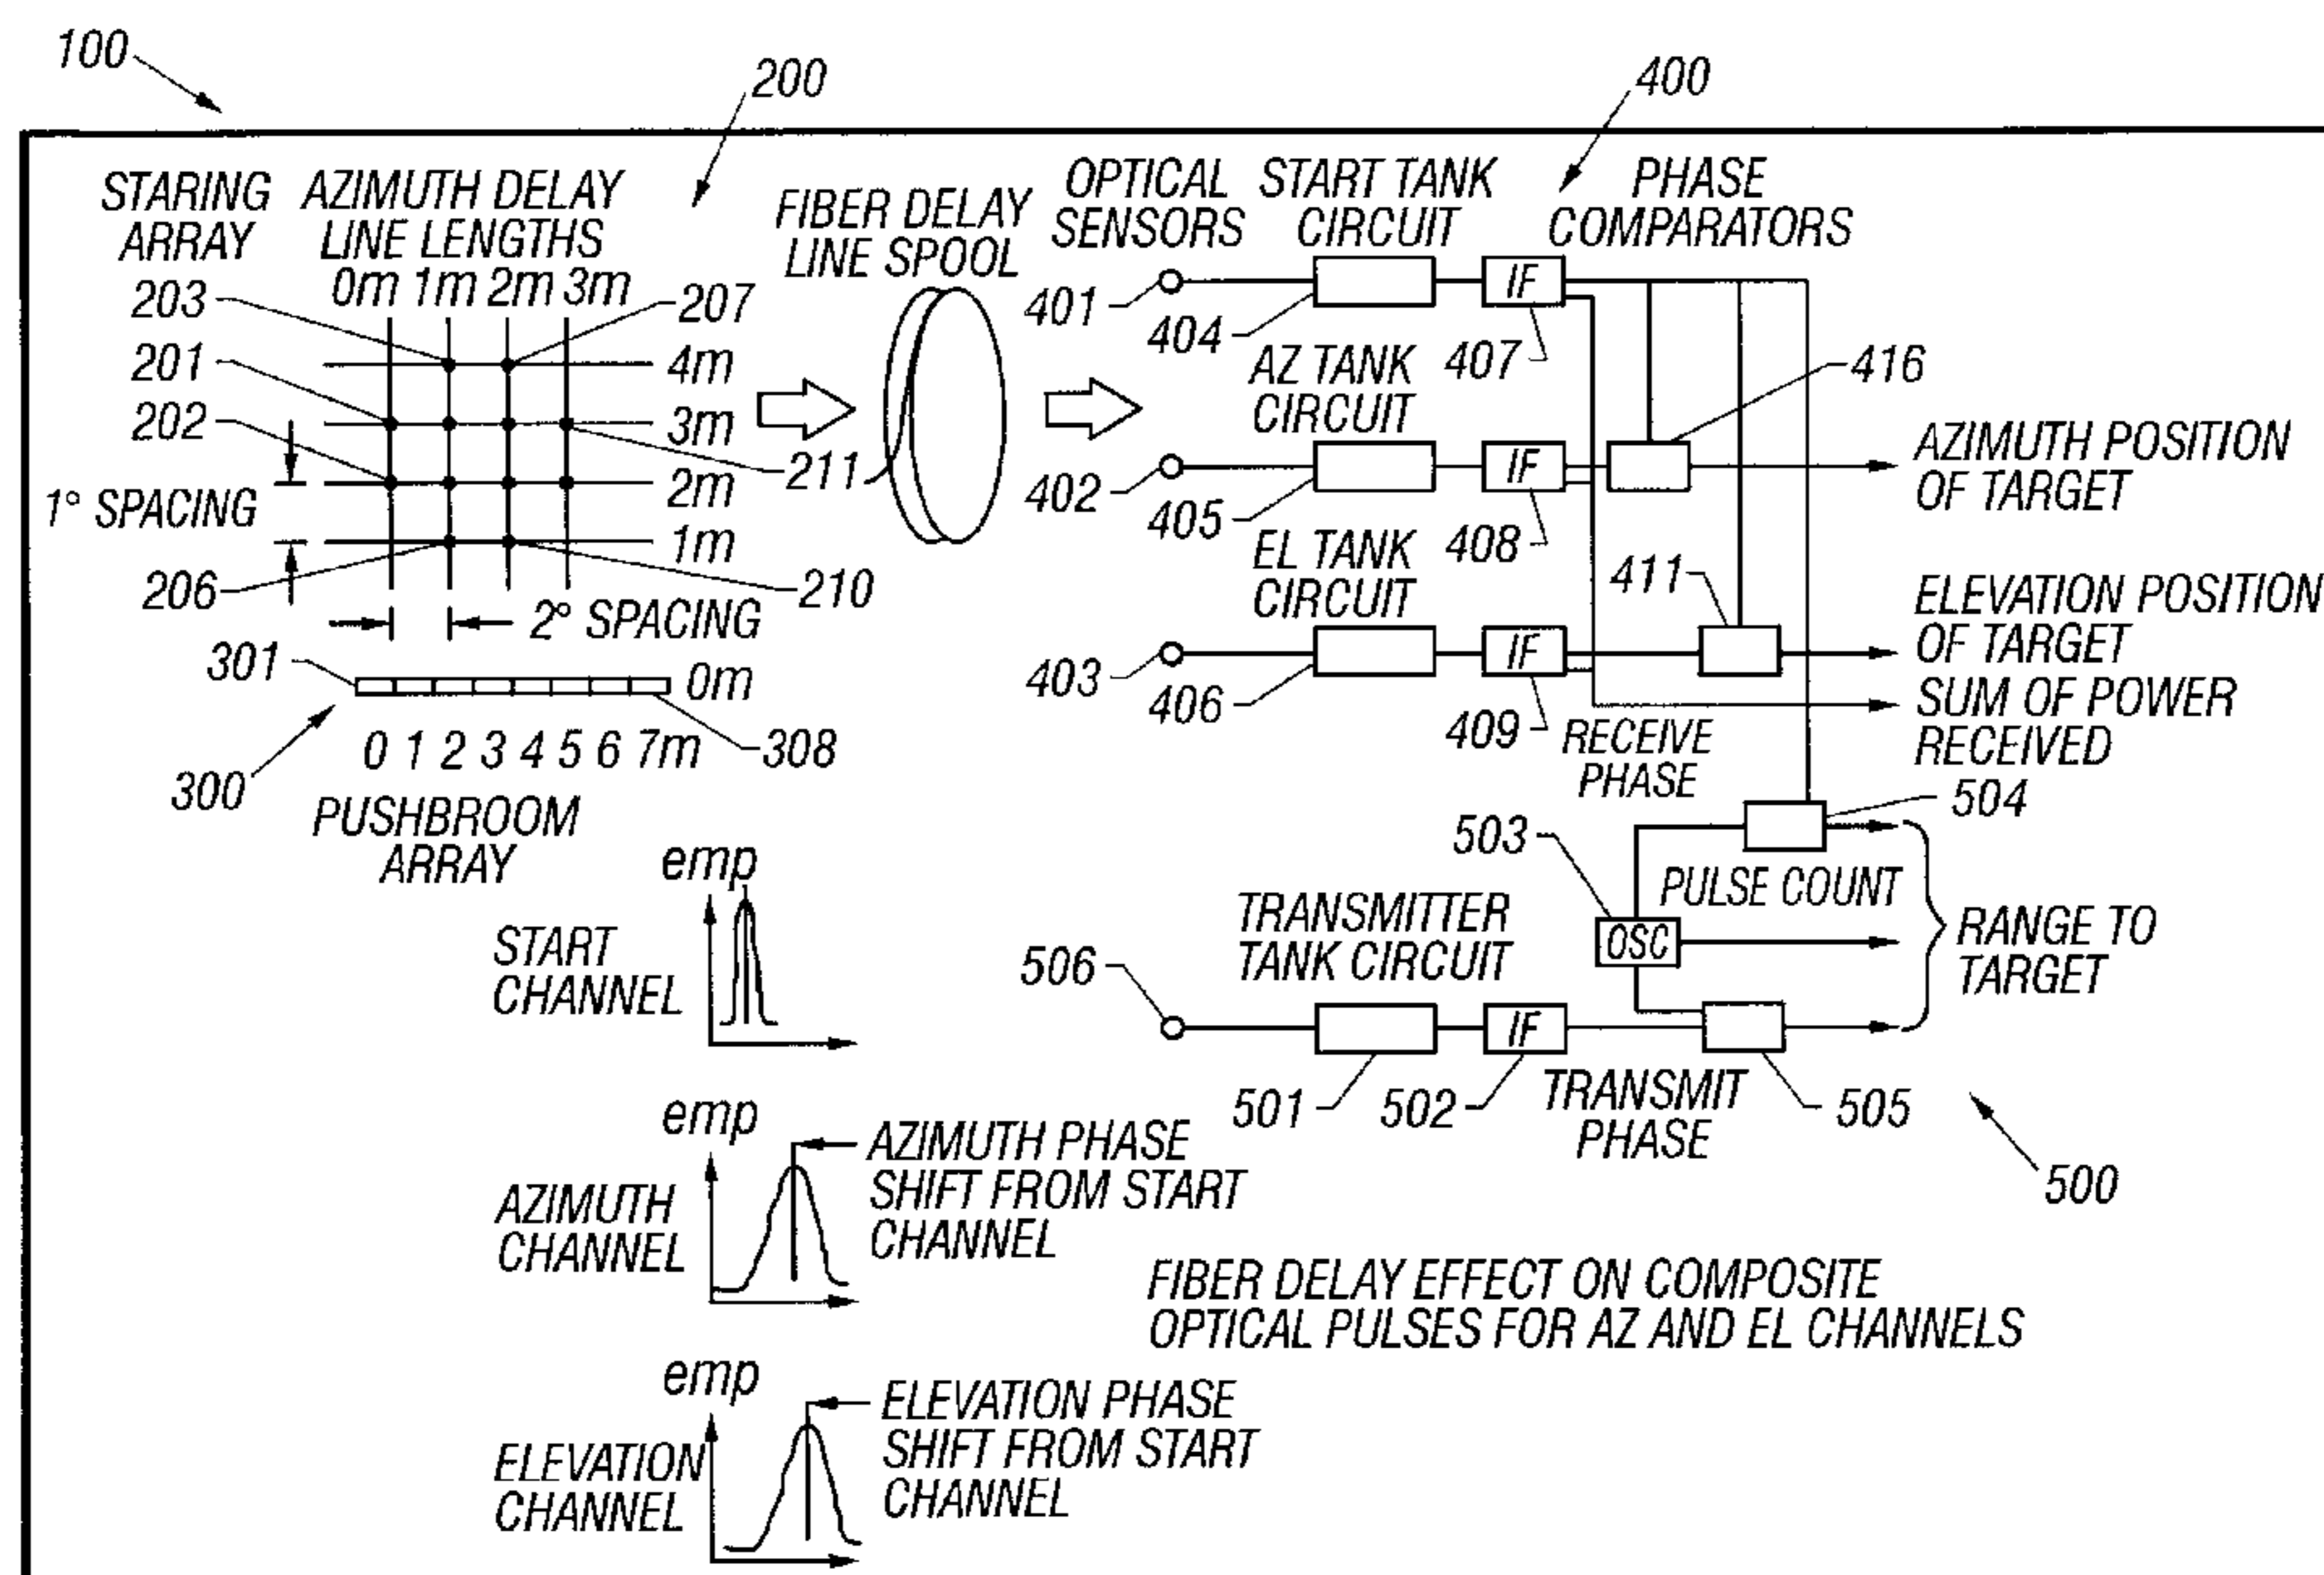 100
200
400
STARING
ARRAY
AZIMUTH DELAY
LINE LENGTHS
0m 1m 2m 3m
FIBER DELAY
LINE SPOOL
OPTICAL
SENSORS
START TANK
CIRCUIT
PHASE
COMPARATORS
203
207
201
202
4m
3m
2m
1m
211
1° SPACING
206
210
2° SPACING
301
0m
0 1 2 3 4 5 6 7m
308
300
PUSHBROOM
ARRAY
401
404
IF
407
416
AZ TANK
CIRCUIT
402
405
IF
408
AZIMUTH POSITION
OF TARGET
EL TANK
CIRCUIT
411
403
406
IF
409
ELEVATION POSITION
OF TARGET
SUM OF POWER
RECEIVED
RECEIVE
PHASE
504
503
PULSE COUNT
OSC
RANGE TO
TARGET
TRANSMITTER
TANK CIRCUIT
506
IF
501
502
TRANSMIT
PHASE
505
500
emp
START
CHANNEL
emp
AZIMUTH
CHANNEL
AZIMUTH PHASE
SHIFT FROM START
CHANNEL
FIBER DELAY EFFECT ON COMPOSITE
OPTICAL PULSES FOR AZ AND EL CHANNELS
emp
ELEVATION
CHANNEL
ELEVATION PHASE
SHIFT FROM START
CHANNEL